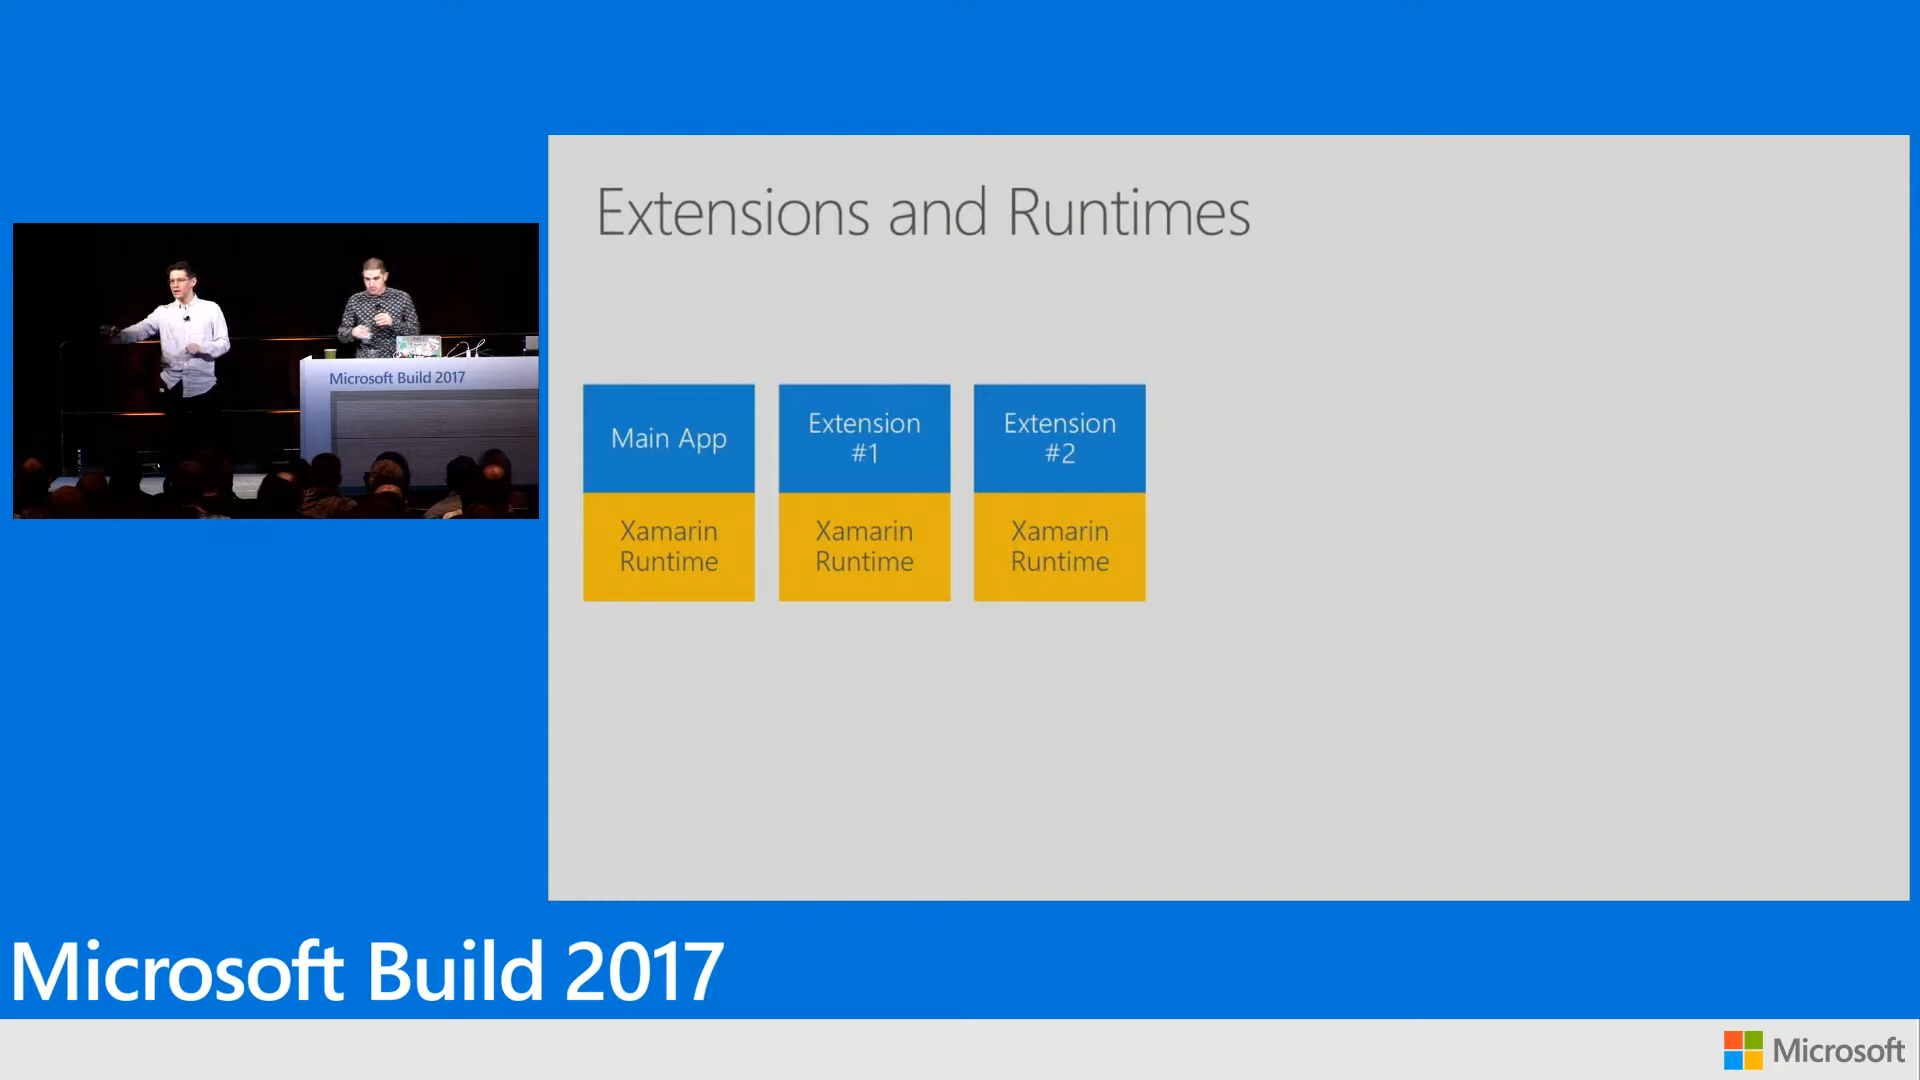 Extensions and Runtimes
Microsoft Build 2017
Main App
Extension
#1
Extension
#2
Xamarin
Runtime
Xamarin
Runtime
Xamarin
Runtime
Microsoft Build 2017
Microsoft